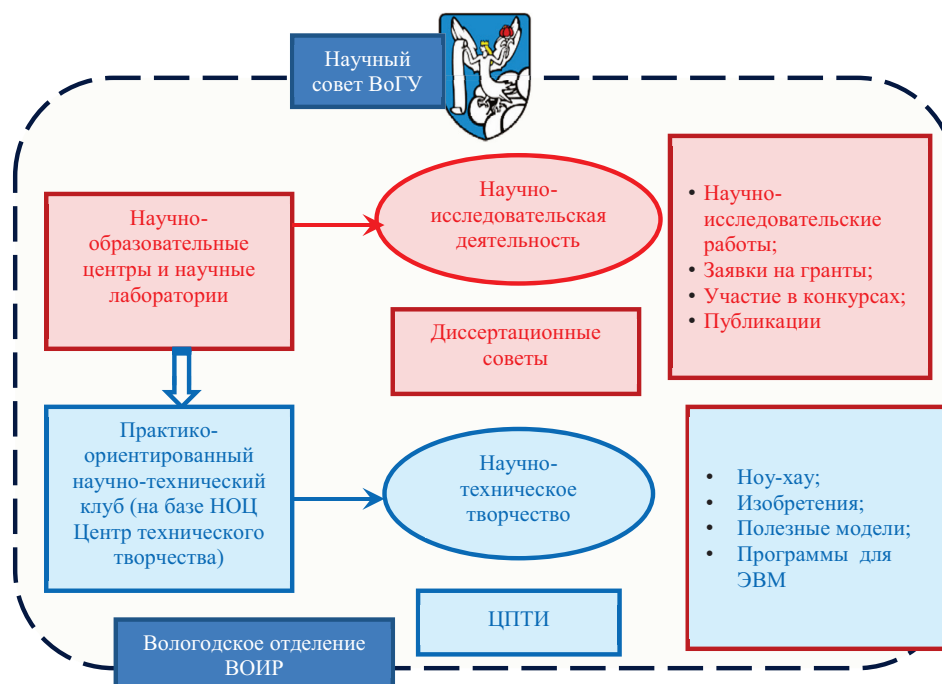 Научный
совет ВоГУ
Научно-
образовательные
центры и научные
лаборатории
Научно-
исследовательская
деятельность
• Научно-
исследовательские
работы;
• Заявки на гранты;
• Участие в конкурсах;
• Публикации
Диссертационные
советы
Практико-
ориентированный
научно-технический
клуб (на базе НОЦ
Центр технического
творчества)
Научно-
техническое
творчество
• Ноу-хау;
• Изобретения;
• Полезные модели;
• Программы для
ЭВМ
ЦПТИ
Вологодское отделение
ВОИР